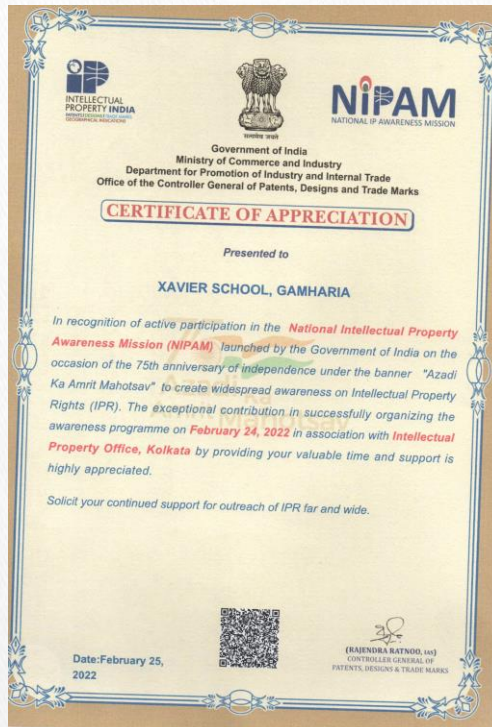 INTELLECTUAL
PROPERTY INDIA
PATENTS | DESIGNS | TRADE MARKS
GEOGRAPHICAL INDICATIONS
सत्यमेव जयते
NIPAM
NATIONAL IP AWARENESS MISSION
Government of India
Ministry of Commerce and Industry
Department for Promotion of Industry and Internal Trade
Office of the Controller General of Patents, Designs and Trade Marks
CERTIFICATE OF APPRECIATION
Presented to
XAVIER SCHOOL, GAMHARIA
In recognition of active participation in the National Intellectual Property
Awareness Mission (NIPAM) launched by the Government of India on the
occasion of the 75th anniversary of independence under the banner "Azadi
Ka Amrit Mahotsav" to create widespread awareness on Intellectual Property
Rights (IPR). The exceptional contribution in successfully organizing the
awareness programme on February 24, 2022 in association with Intellectual
Property Office, Kolkata by providing your valuable time and support is
highly appreciated.
Solicit your continued support for outreach of IPR far and wide.
Date:February 25,
2022
(RAJENDRA RATNOO, IAS)
CONTROLLER GENERAL OF
PATENTS, DESIGNS & TRADE MARKS